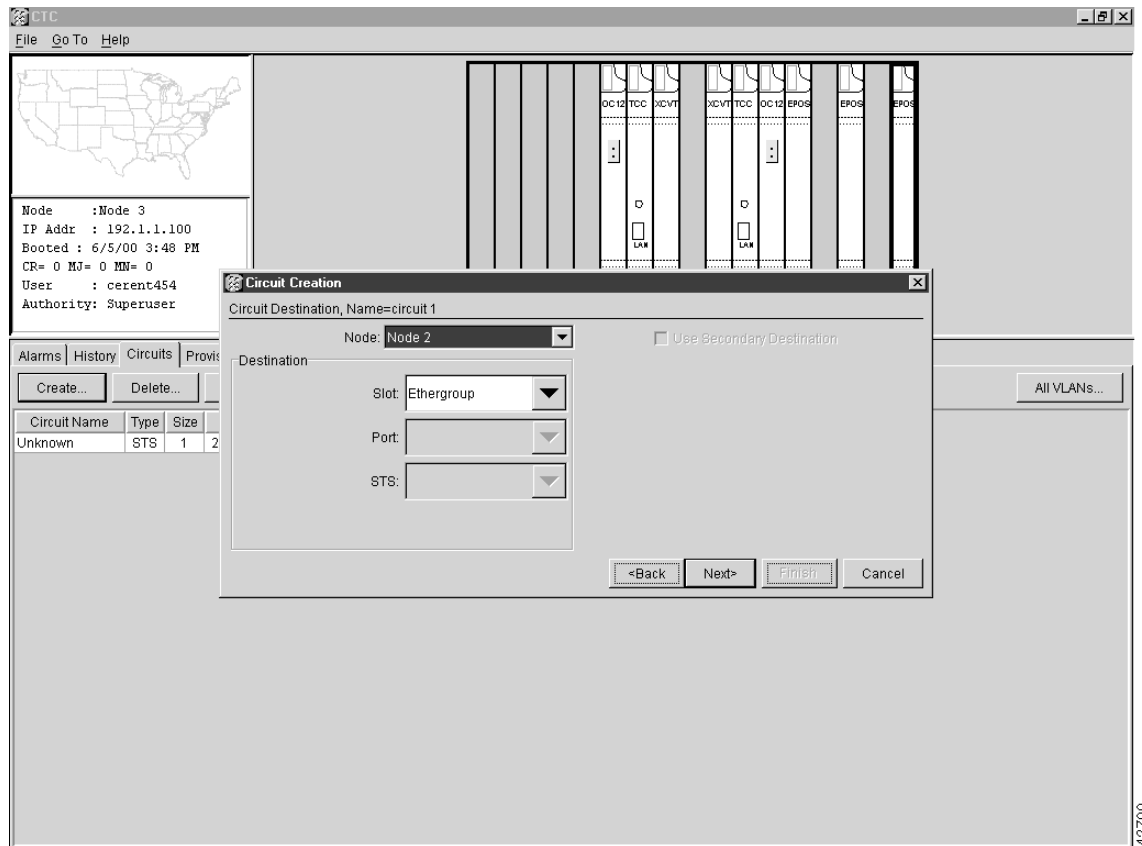 CTC
File Go To Help
OC12 TCC XCVT XCVT TCC OC12 EPOS EPOS EPOS
LAN LAN
Node :Node 3
IP Addr : 192.1.1.100
Booted : 6/5/00 3:48 PM
CR= 0 MJ= 0 MN= 0
User : cerent454
Authority: Superuser
Circuit Creation
Circuit Destination, Name=circuit 1
Node: Node 2
Use Secondary Destination
Destination
Slot: Ethergroup
Port:
STS:
<Back Next> Finish Cancel
Alarms History Circuits Provis
Create... Delete... All VLANs...
Circuit Name Type Size
Unknown STS 1 2